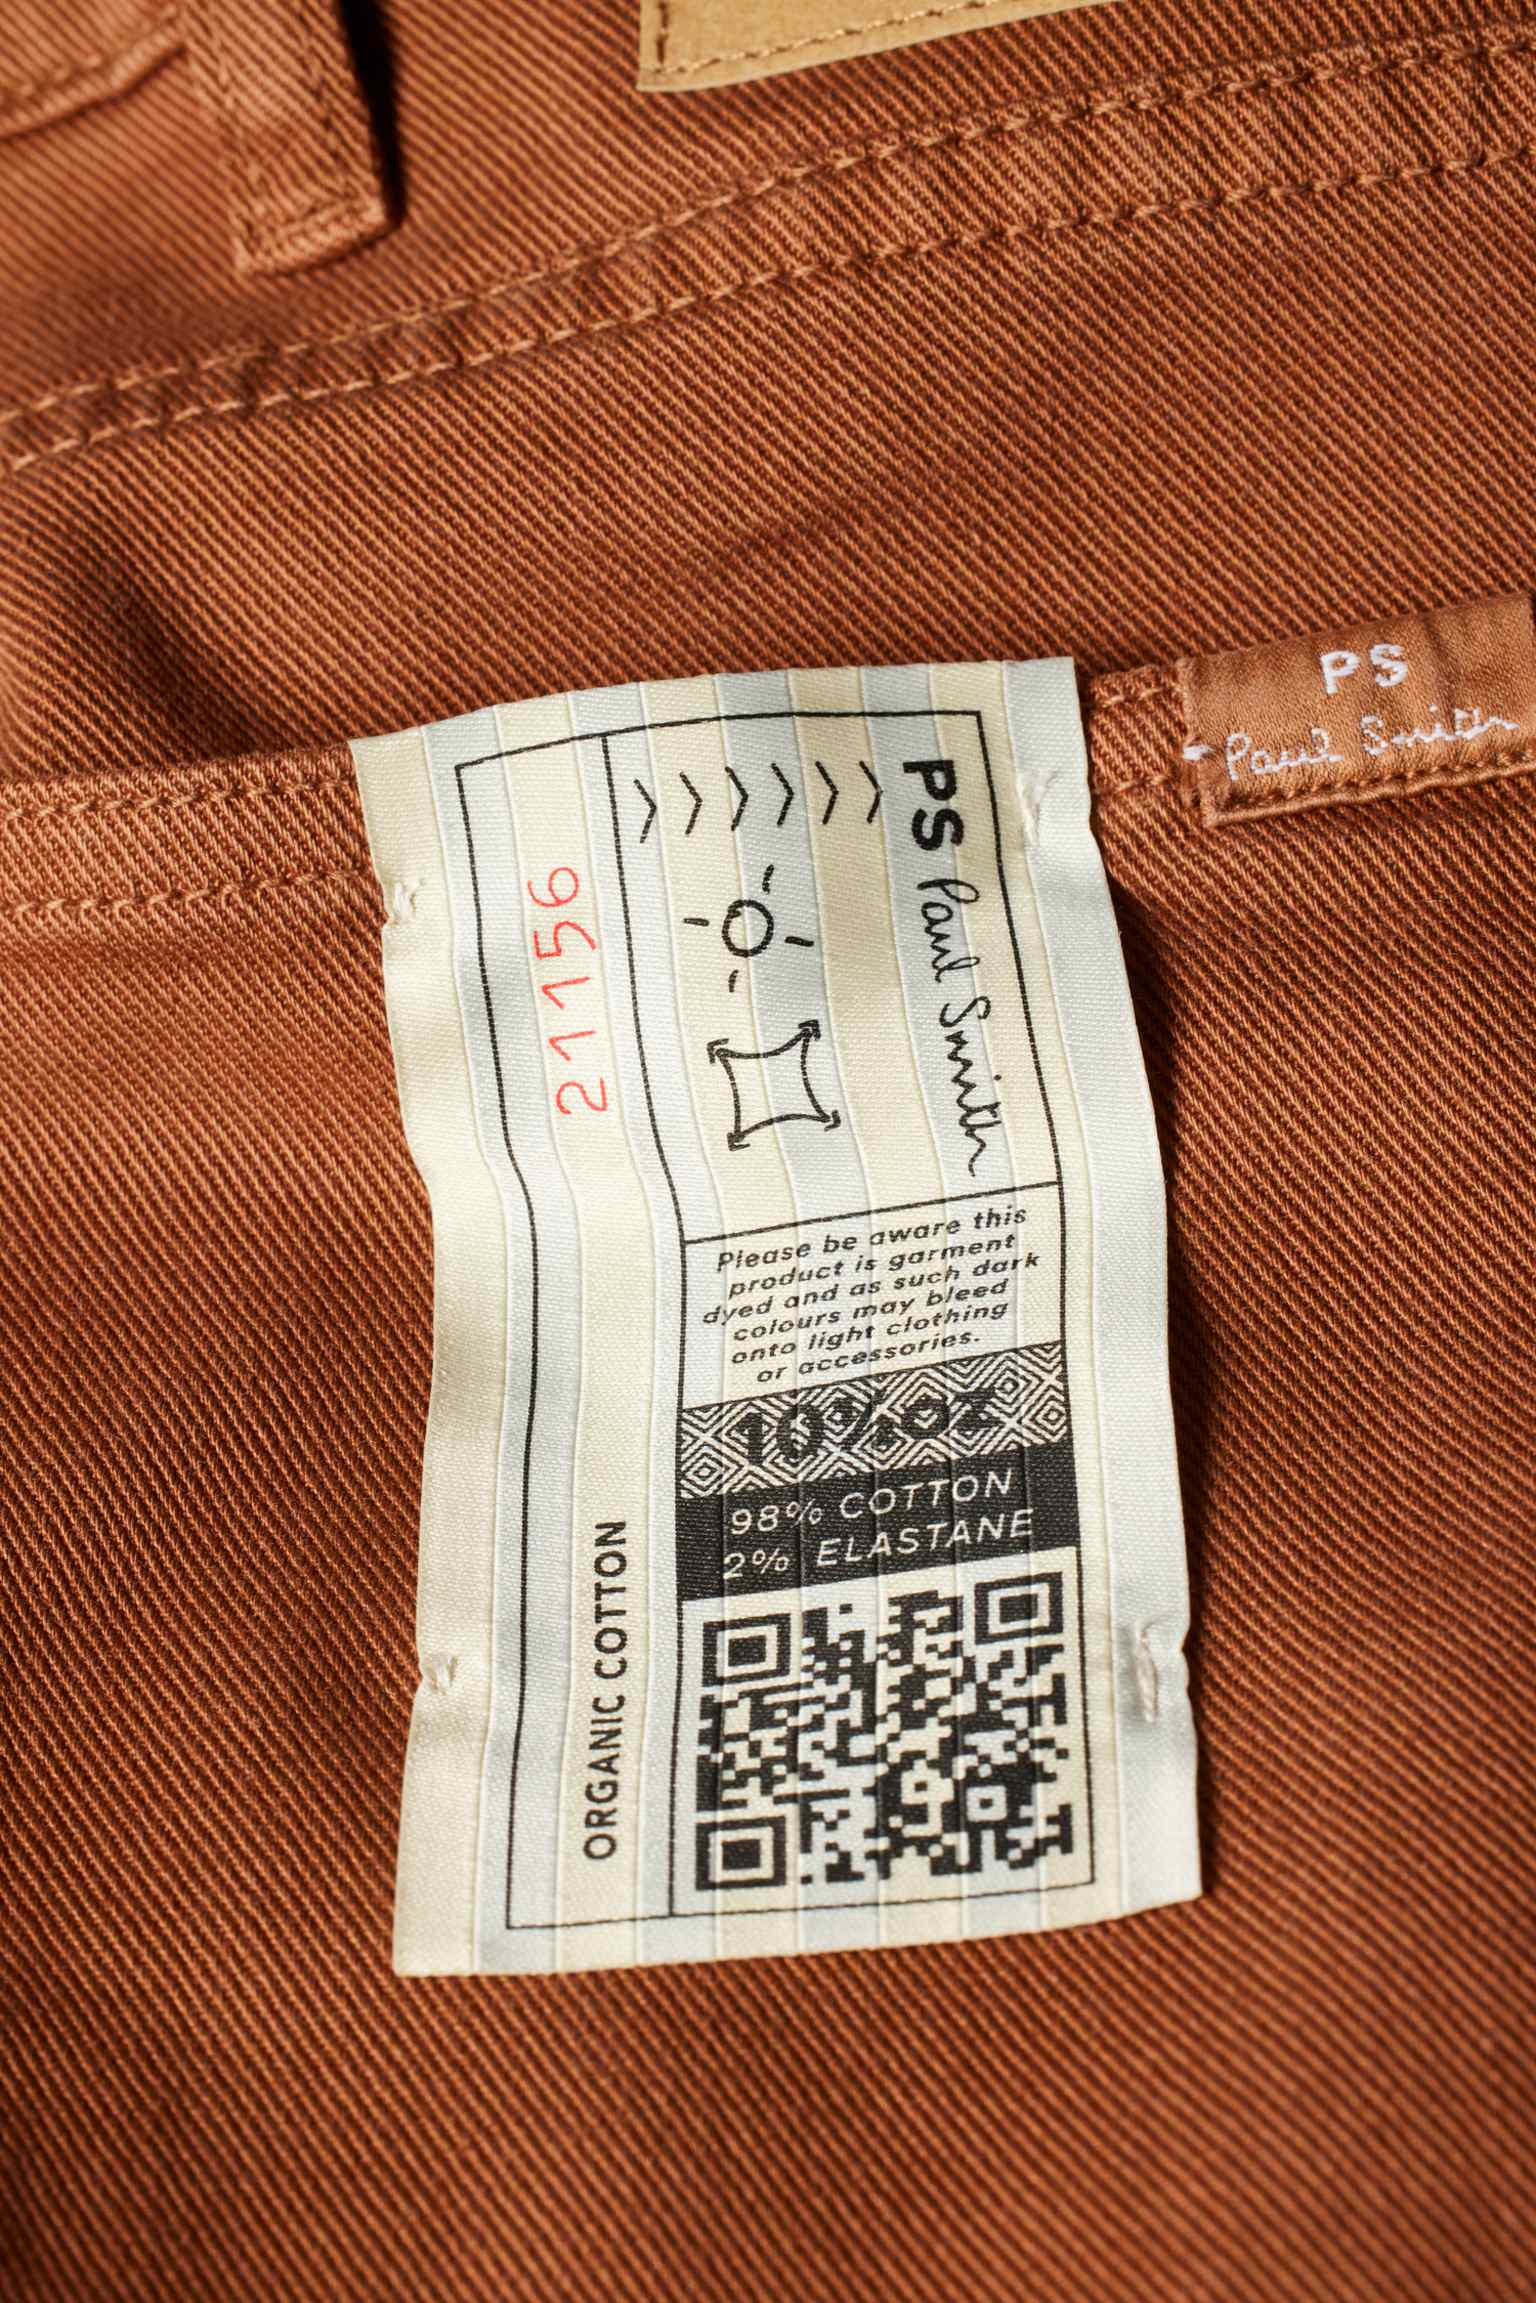 PS
Paul Smith
PS Paul Smith
21156
Please be aware this
product is garment
dyed and as such dark
colours may bleed
onto light clothing
or accessories.
98% COTTON
2% ELASTANE
ORGANIC COTTON